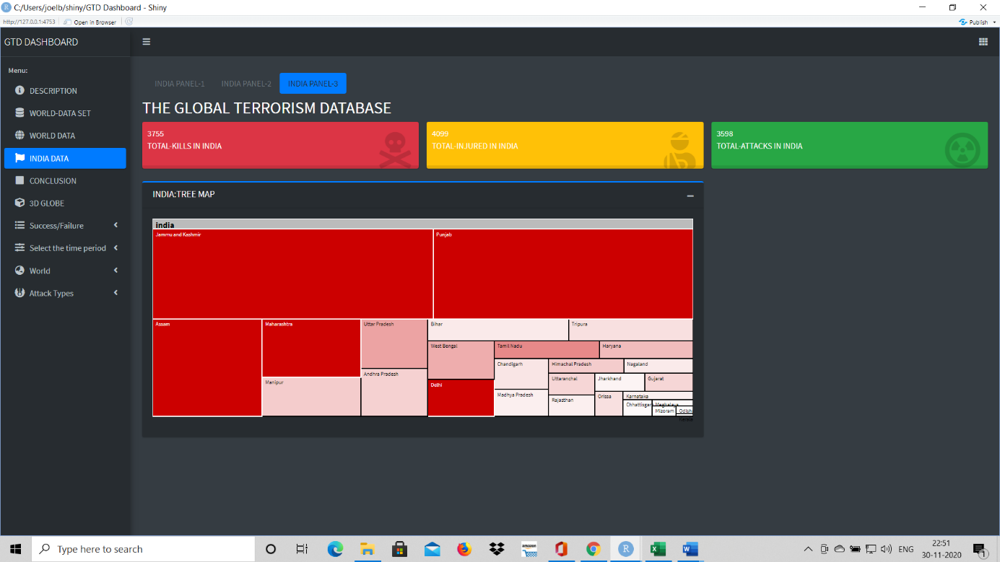 C:/Users/joelb/shiny/GTD Dashboard - Shiny
http://127.0.0.1:4753 Open in Browser Publish
GTD DASHBOARD
Menu:
DESCRIPTION
WORLD-DATA SET
WORLD DATA
INDIA DATA
CONCLUSION
3D GLOBE
Success/Failure
Select the time period
World
Attack Types
INDIA PANEL-1 INDIA PANEL-2 INDIA PANEL-3
THE GLOBAL TERRORISM DATABASE
3755
TOTAL-KILLS IN INDIA
4099
TOTAL-INJURED IN INDIA
3598
TOTAL-ATTACKS IN INDIA
INDIA:TREE MAP
india
Jammu and Kashmir
Punjab
Assam
Maharashtra
Manipur
Uttar Pradesh
Andhra Pradesh
Bihar
Tripura
West Bengal
Delhi
Tamil Nadu
Haryana
Chandigarh
Madhya Pradesh
Himachal Pradesh
Nagaland
Uttaranchal
Rajasthan
Jharkhand
Gujarat
Orissa
Karnataka
Chhattisgarh
Meghalaya
Mizoram
Odisha
Kerala
Type here to search
amazon
ENG
22:51
30-11-2020
1